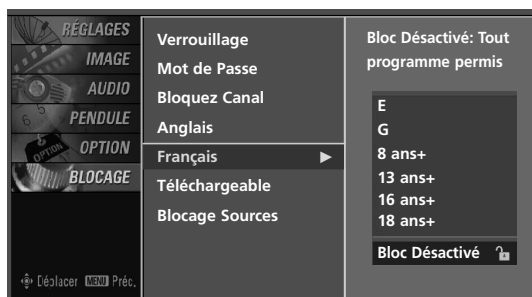 RÉGLAGES
IMAGE
AUDIO
PENDULE
OPTION
BLOCAGE
Déplacer MENU Préc.
Verrouillage
Mot de Passe
Bloquez Canal
Anglais
Français ▶
Téléchargeable
Blocage Sources
Bloc Désactivé: Tout
programme permis
E
G
8 ans+
13 ans+
16 ans+
18 ans+
Bloc Désactivé